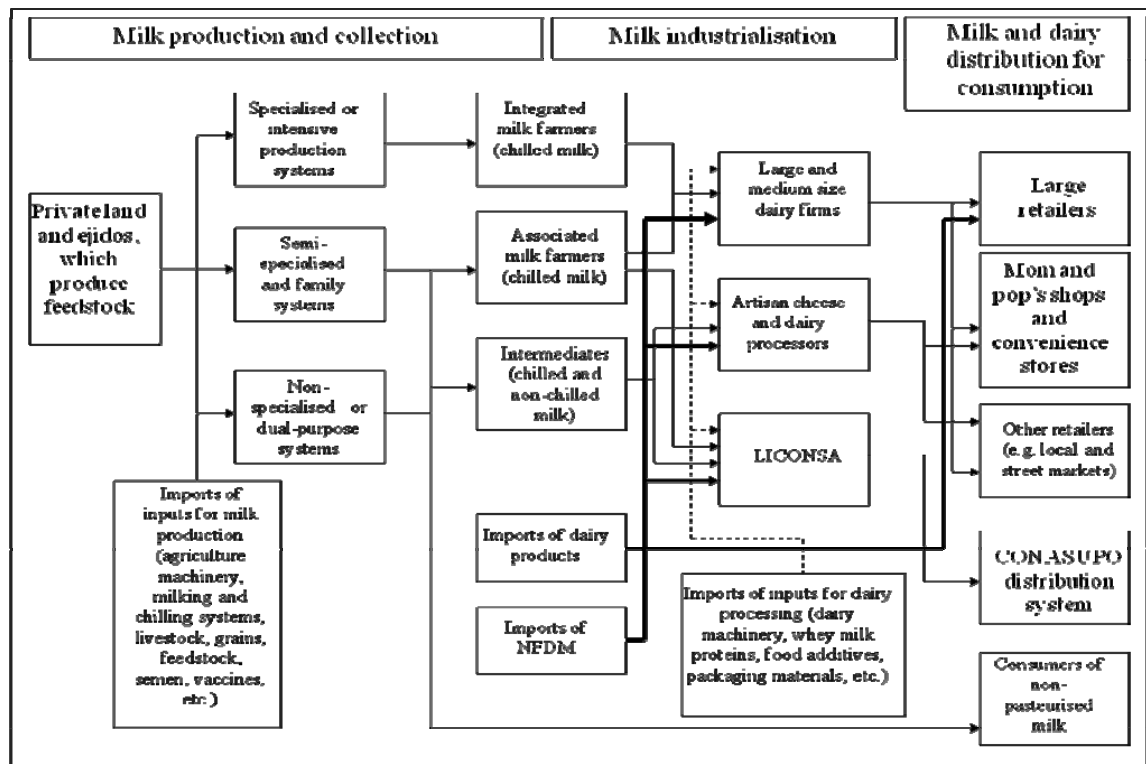 Milk production and collection
Milk industrialisation
Milk and dairy
distribution for
consumption
Specialised or
intensive
production
systems
Integrated
milk farmers
(chilled milk)
Large and
medium size
dairy firms
Large
retailers
Private land
and ejidos,
which
produce
feedstock
Semi-
specialised
and family
systems
Associated
milk farmers
(chilled milk)
Artisan cheese
and dairy
processors
Mom and
pop's shops
and
convenience
stores
Non-
specialised or
dual-purpose
systems
Intermediates
(chilled and
non-chilled
milk)
LICONSA
Other retailers
(e.g. local and
street markets)
Imports of
inputs for milk
production
(agriculture
machinery,
milking and
chilling systems,
livestock, grains,
feedstock,
semen, vaccines,
etc.)
Imports of dairy
products
Imports of
NFDM
Imports of inputs for dairy
processing (dairy
machinery, whey milk
proteins, food additives,
packaging materials, etc.)
CONASUPO
distribution
system
Consumers of
non-
pasteurised
milk